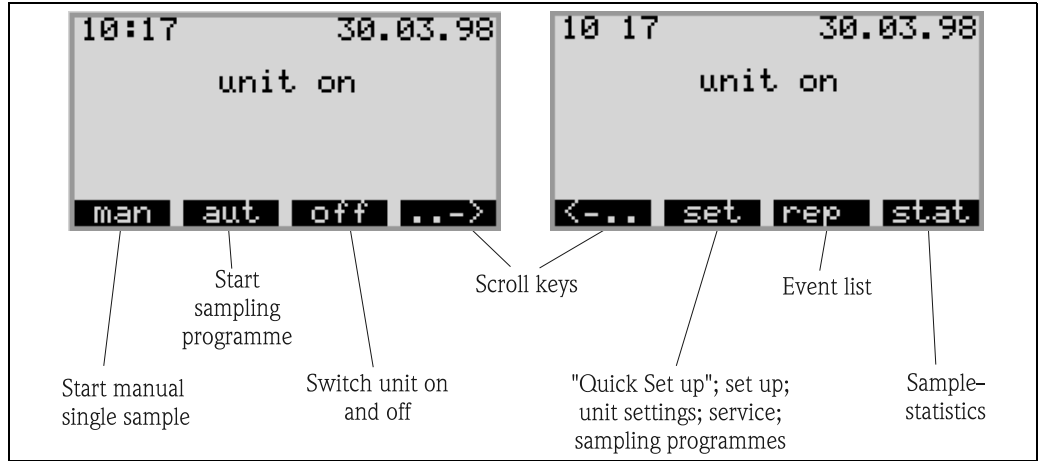 10:17 30.03.98
unit on
man aut off ..->
10 17 30.03.98
unit on
<-.. set rep stat
Start
sampling
programme
Scroll keys
Event list
Start manual
single sample
Switch unit on
and off
"Quick Set up"; set up;
unit settings; service;
sampling programmes
Sample–
statistics